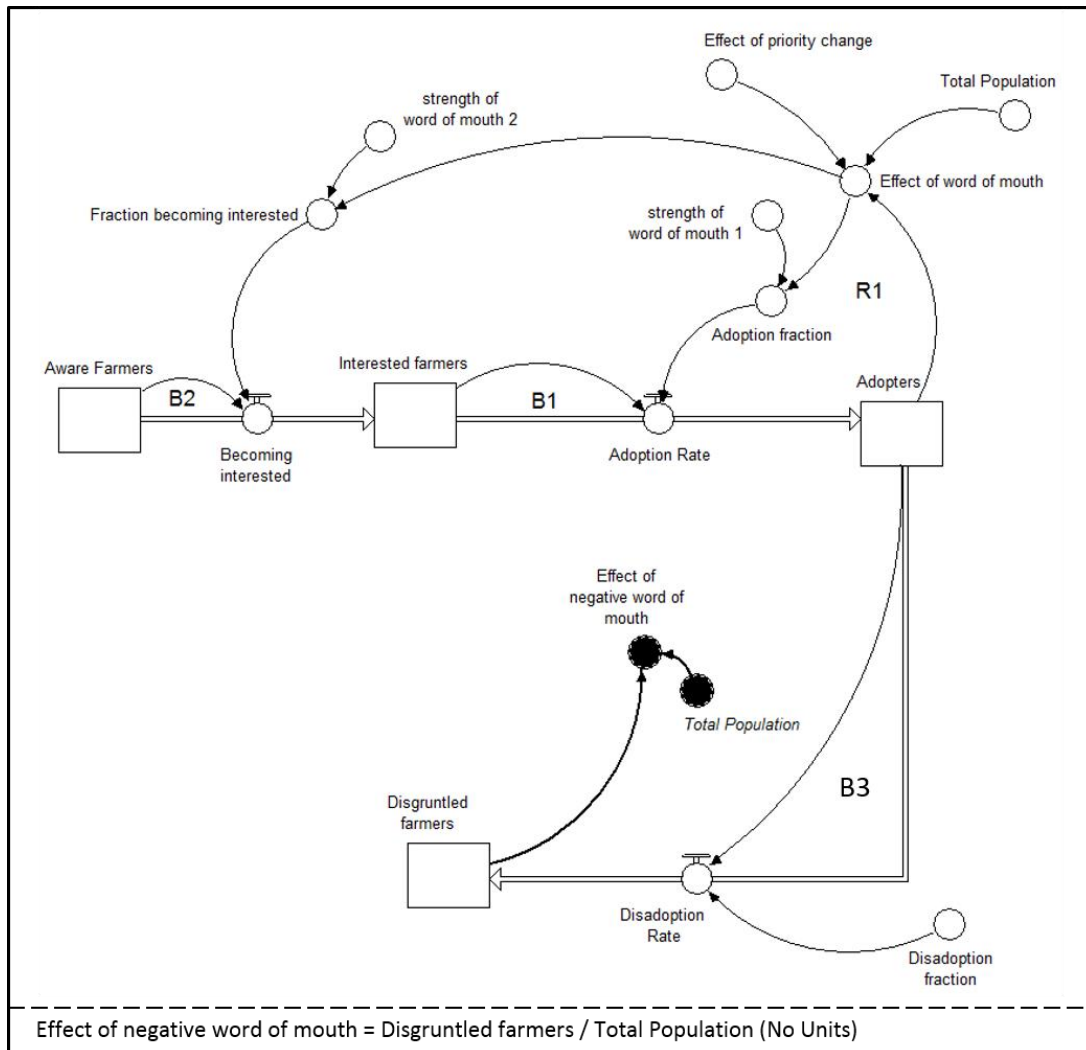 Effect of priority change
Total Population
strength of
word of mouth 2
Effect of word of mouth
Fraction becoming interested
strength of
word of mouth 1
R1
Adoption fraction
Aware Farmers
Interested farmers
Adopters
B2
B1
Becoming
interested
Adoption Rate
Effect of
negative word of
mouth
Total Population
B3
Disgruntled
farmers
Disadoption
Rate
Disadoption
fraction
Effect of negative word of mouth = Disgruntled farmers / Total Population (No Units)